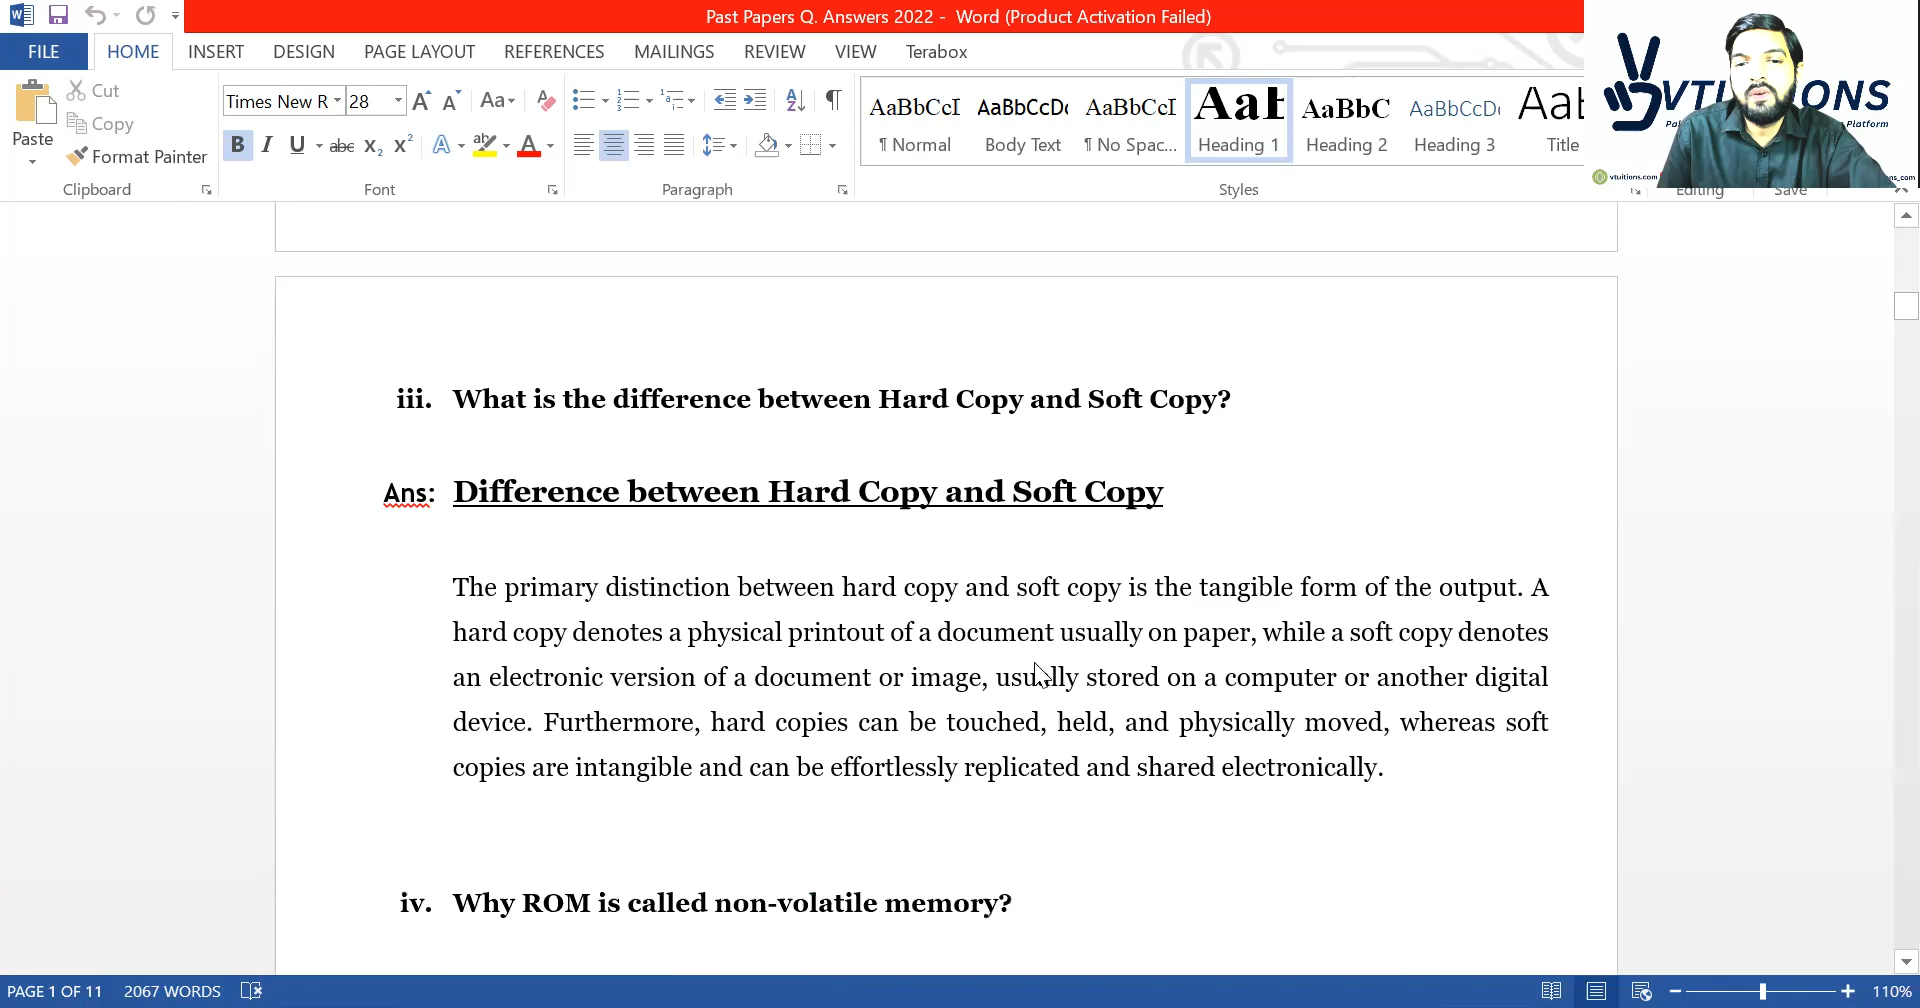 Past Papers Q. Answers 2022 - Word (Product Activation Failed)
FILE HOME INSERT DESIGN PAGE LAYOUT REFERENCES MAILINGS REVIEW VIEW Terabox
Paste
Cut
Copy
Format Painter
Clipboard
Times New R 28
Font
Paragraph
AaBbCcI AaBbCcDc AaBbCcI AaI AaBbC AaBbCcDc Aat
¶ Normal Body Text ¶ No Spac... Heading 1 Heading 2 Heading 3 Title
Styles
Editing Save
vtuitions.com
Platform
iii. What is the difference between Hard Copy and Soft Copy?
Ans: Difference between Hard Copy and Soft Copy
The primary distinction between hard copy and soft copy is the tangible form of the output. A
hard copy denotes a physical printout of a document usually on paper, while a soft copy denotes
an electronic version of a document or image, usually stored on a computer or another digital
device. Furthermore, hard copies can be touched, held, and physically moved, whereas soft
copies are intangible and can be effortlessly replicated and shared electronically.
iv. Why ROM is called non-volatile memory?
PAGE 1 OF 11 2067 WORDS 110%